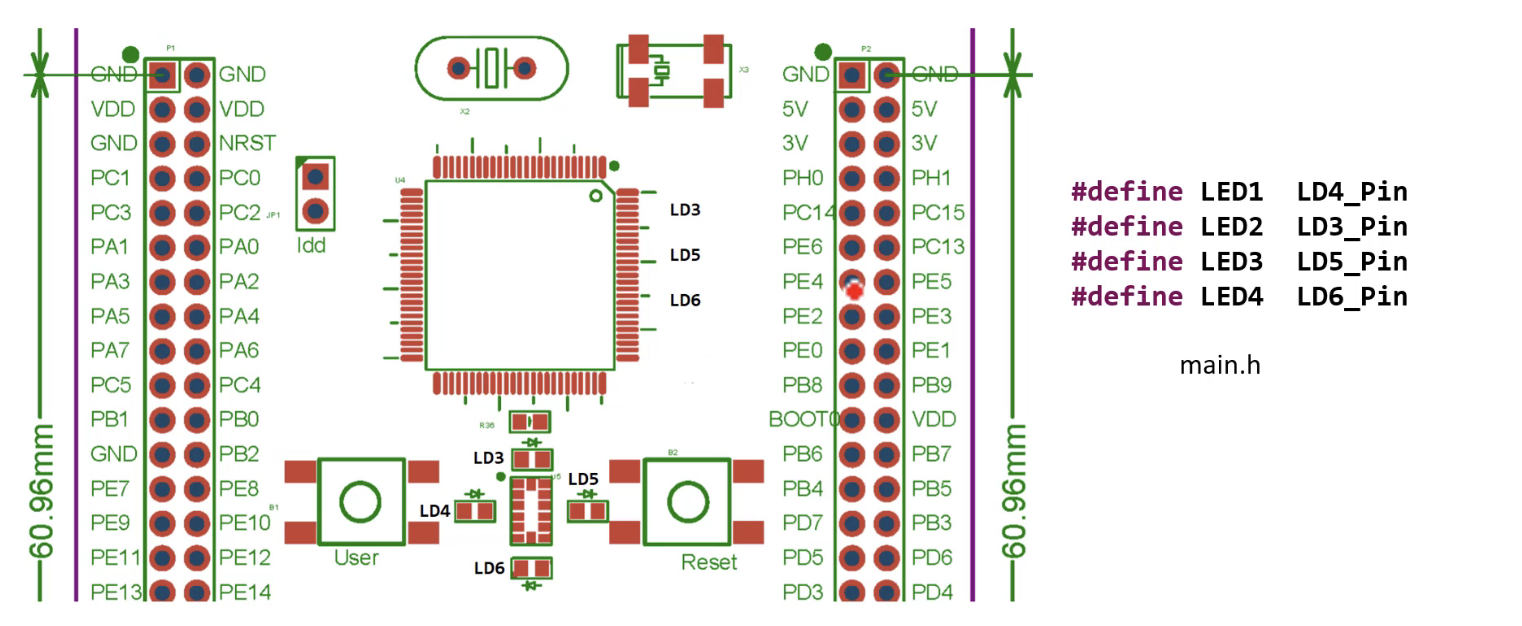 P1
GND GND
VDD VDD
GND NRST
PC1 PC0
PC3 PC2
PA1 PA0
PA3 PA2
PA5 PA4
PA7 PA6
PC5 PC4
PB1 PB0
GND PB2
PE7 PE8
PE9 PE10
PE11 PE12
PE13 PE14
60.96mm
JP1
Idd
X2
X3
U4
LD3
LD5
LD6
R36
LD3
U5
LD5
LD4
LD6
B1
User
B2
Reset
P2
GND GND
5V 5V
3V 3V
PH0 PH1
PC14 PC15
PE6 PC13
PE4 PE5
PE2 PE3
PE0 PE1
PB8 PB9
BOOT0 VDD
PB6 PB7
PB4 PB5
PD7 PB3
PD5 PD6
PD3 PD4
60.96mm
#define LED1 LD4_Pin
#define LED2 LD3_Pin
#define LED3 LD5_Pin
#define LED4 LD6_Pin
main.h